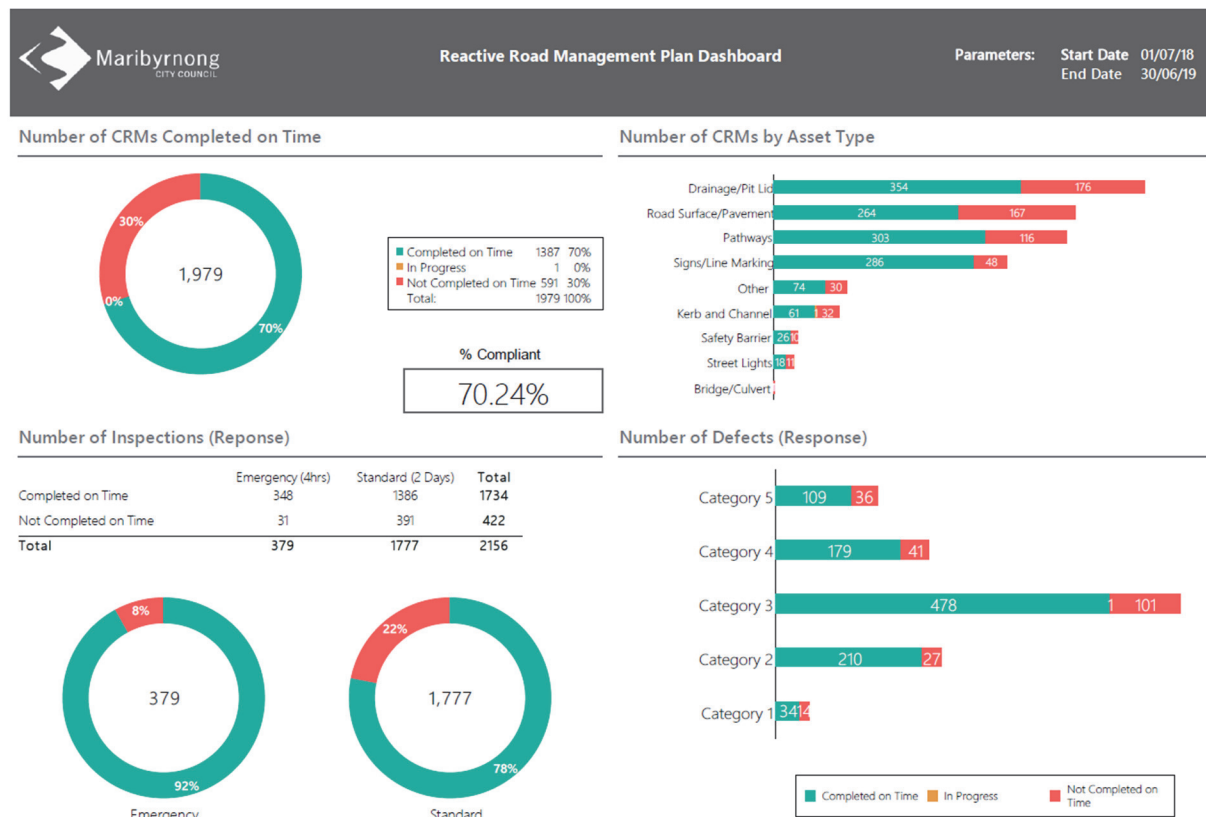 Maribyrnong
CITY COUNCIL
Reactive Road Management Plan Dashboard
Parameters: Start Date 01/07/18
End Date 30/06/19
Number of CRMs Completed on Time
30%
1,979
0%
70%
Completed on Time 1387 70%
In Progress 1 0%
Not Completed on Time 591 30%
Total: 1979 100%
% Compliant
70.24%
Number of CRMs by Asset Type
Drainage/Pit Lid 354 176
Road Surface/Pavement 264 167
Pathways 303 116
Signs/Line Marking 286 48
Other 74 30
Kerb and Channel 61 1 32
Safety Barrier 26 10
Street Lights 18 11
Bridge/Culvert
Number of Inspections (Reponse)
Emergency (4hrs) Standard (2 Days) Total
Completed on Time 348 1386 1734
Not Completed on Time 31 391 422
Total 379 1777 2156
8%
379
92%
Emergency
22%
1,777
78%
Standard
Number of Defects (Response)
Category 5 109 36
Category 4 179 41
Category 3 478 1 101
Category 2 210 27
Category 1 34 14
Completed on Time In Progress Not Completed on
Time